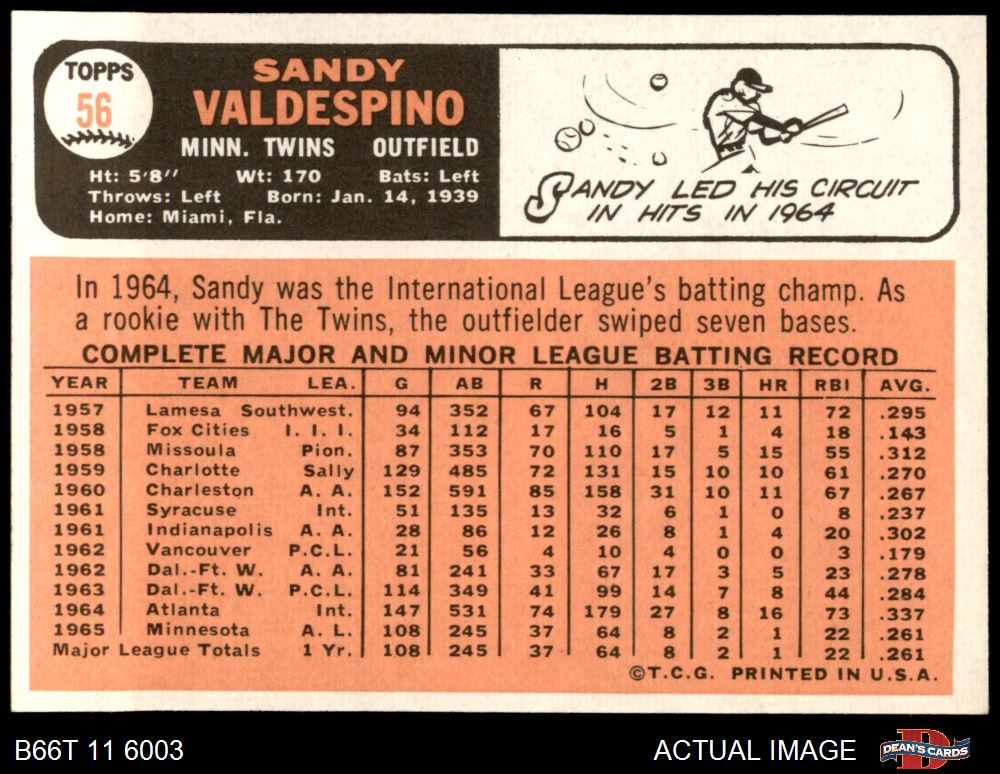 TOPPS
56
SANDY
VALDESPINO
MINN. TWINS OUTFIELD
Ht: 5'8" Wt: 170 Bats: Left
Throws: Left Born: Jan. 14, 1939
Home: Miami, Fla.
SANDY LED HIS CIRCUIT
IN HITS IN 1964
In 1964, Sandy was the International League's batting champ. As
a rookie with The Twins, the outfielder swiped seven bases.
COMPLETE MAJOR AND MINOR LEAGUE BATTING RECORD
YEAR TEAM LEA. G AB R H 2B 3B HR RBI AVG.
1957 Lamesa Southwest. 94 352 67 104 17 12 11 72 .295
1958 Fox Cities I. I. I. 34 112 17 16 5 1 4 18 .143
1958 Missoula Pion. 87 353 70 110 17 5 15 55 .312
1959 Charlotte Sally 129 485 72 131 15 10 10 61 .270
1960 Charleston A. A. 152 591 85 158 31 10 11 67 .267
1961 Syracuse Int. 51 135 13 32 6 1 0 8 .237
1961 Indianapolis A. A. 28 86 12 26 8 1 4 20 .302
1962 Vancouver P.C.L. 21 56 4 10 4 0 0 3 .179
1962 Dal.-Ft. W. A. A. 81 241 33 67 17 3 5 23 .278
1963 Dal.-Ft. W. P.C.L. 114 349 41 99 14 7 8 44 .284
1964 Atlanta Int. 147 531 74 179 27 8 16 73 .337
1965 Minnesota A. L. 108 245 37 64 8 2 1 22 .261
Major League Totals 1 Yr. 108 245 37 64 8 2 1 22 .261
©T.C.G. PRINTED IN U.S.A.
B66T 11 6003 ACTUAL IMAGE
DEAN'S CARDS